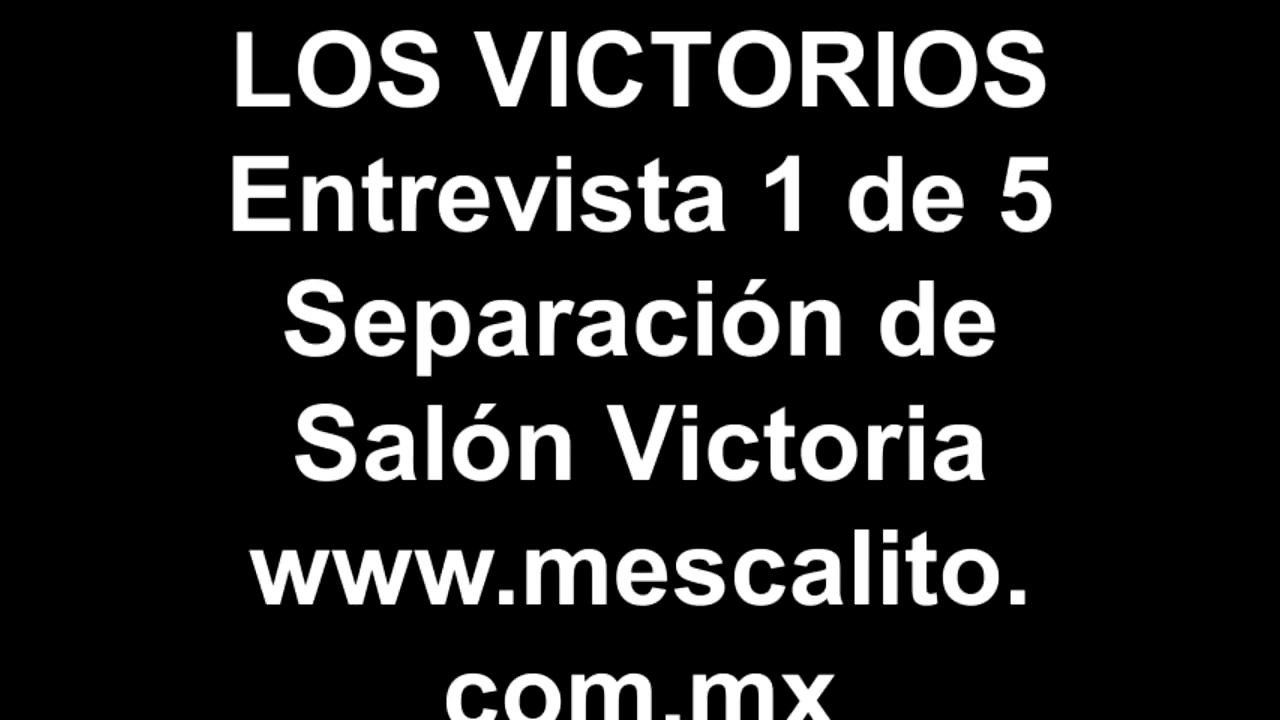 LOS VICTORIOS
Entrevista 1 de 5
Separación de
Salón Victoria
www.mescalito.
com.mx